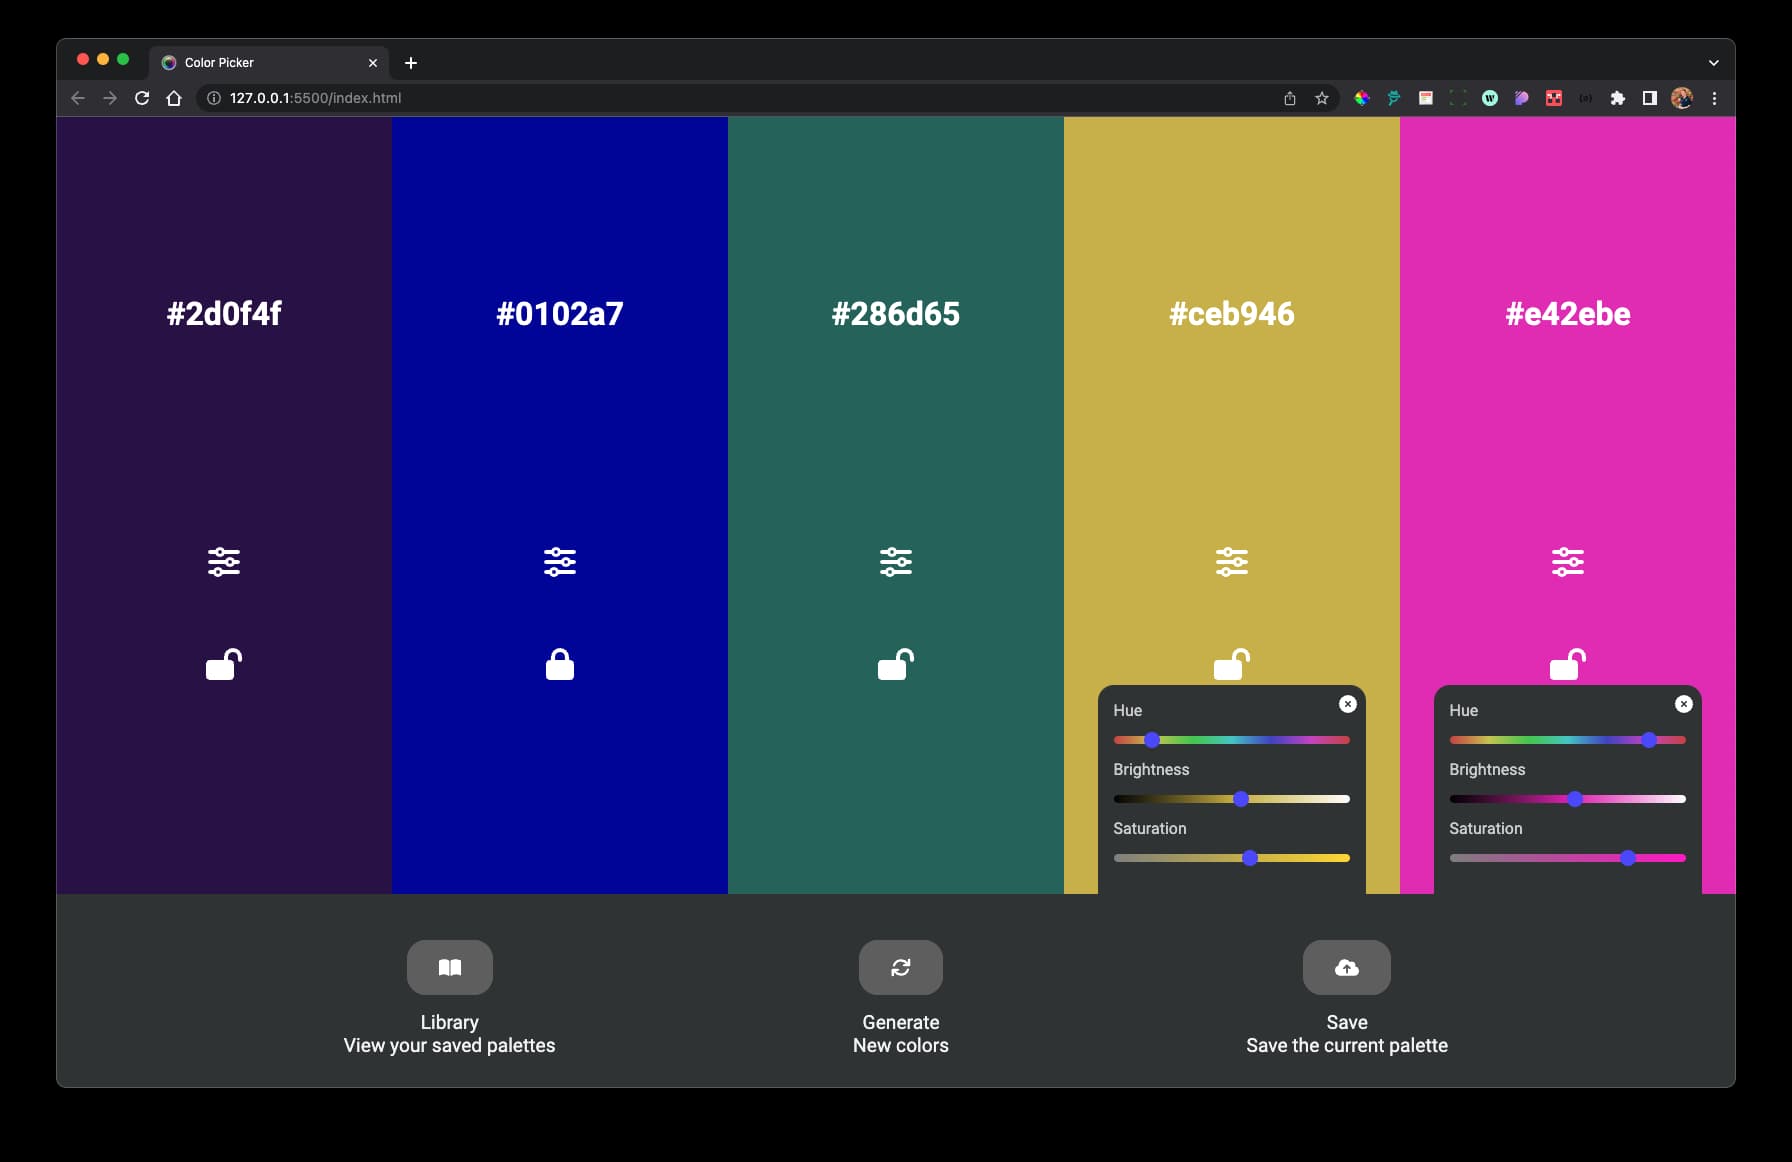 Color Picker
127.0.0.1:5500/index.html
#2d0f4f
#0102a7
#286d65
#ceb946
#e42ebe
Hue
Brightness
Saturation
Hue
Brightness
Saturation
Library
View your saved palettes
Generate
New colors
Save
Save the current palette